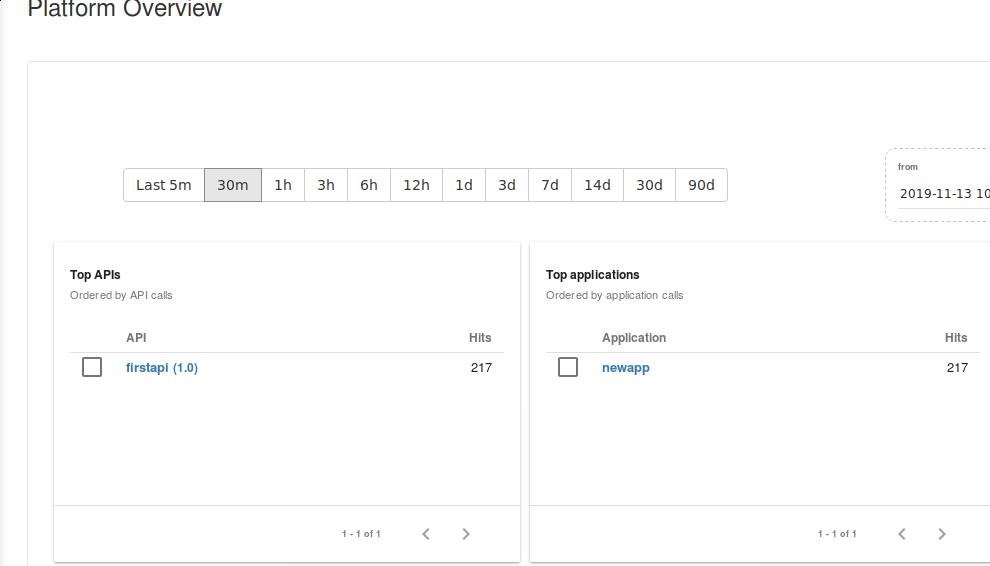 Platform Overview
Last 5m 30m 1h 3h 6h 12h 1d 3d 7d 14d 30d 90d
from
2019-11-13 10
Top APIs
Ordered by API calls
API Hits
firstapi (1.0) 217
1 - 1 of 1
Top applications
Ordered by application calls
Application Hits
newapp 217
1 - 1 of 1